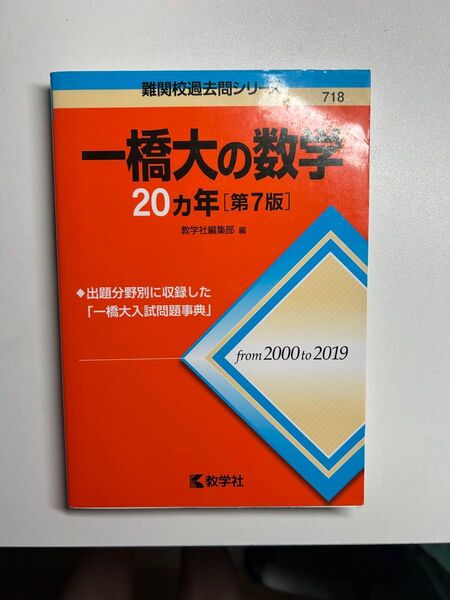 難関校過去問シリーズ
718
一橋大の数学
20ヵ年[第7版]
教学社編集部 編
◆出題分野別に収録した
「一橋大入試問題事典」
from 2000 to 2019
教学社